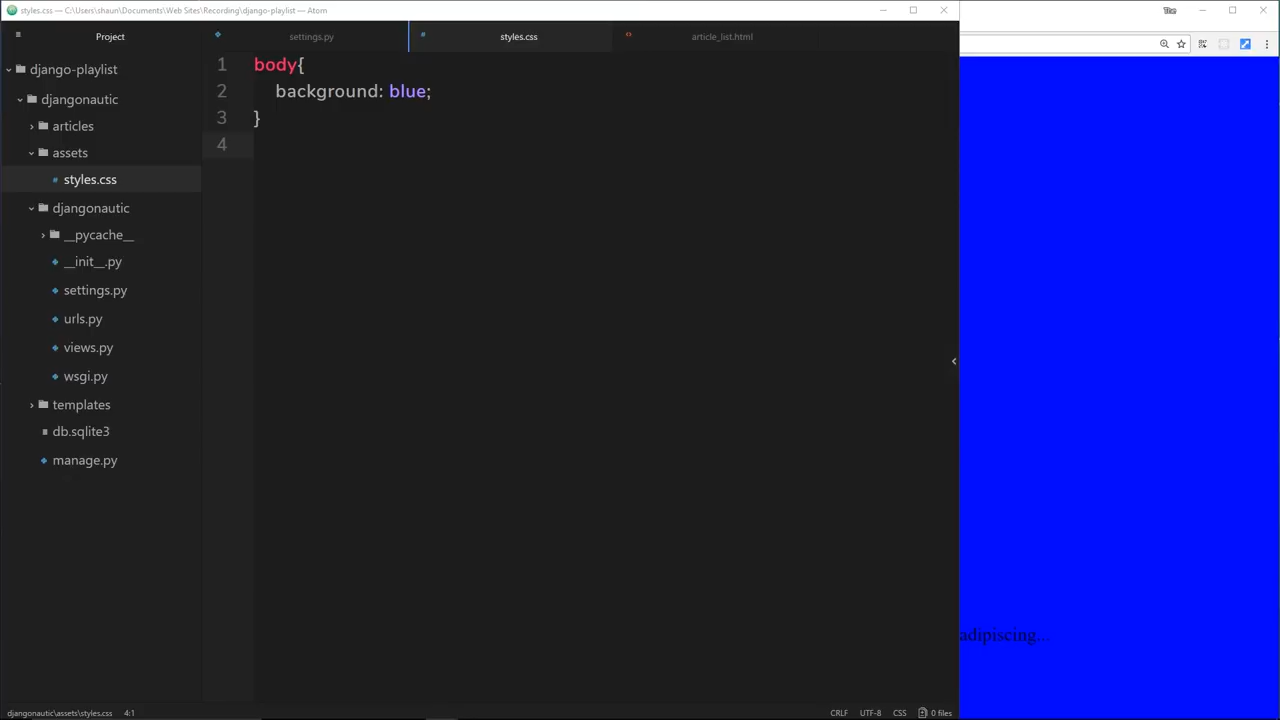 styles.css — C:\Users\shaun\Documents\Web Sites\Recording\django-playlist — Atom
The
Project
settings.py
styles.css
article_list.html
django-playlist
djangonautic
articles
assets
styles.css
djangonautic
__pycache__
__init__.py
settings.py
urls.py
views.py
wsgi.py
templates
db.sqlite3
manage.py
1 body{
2 background: blue;
3 }
4
adipiscing..
djangonautic\assets\styles.css 4:1
CRLF UTF-8 CSS 0 files